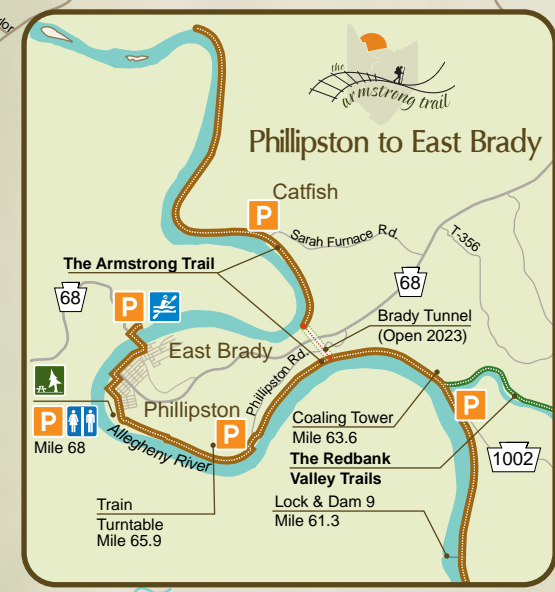 lor
the
armstrong trail
Phillipston to East Brady
Catfish
P
Sarah Furnace Rd.
T-356
The Armstrong Trail
68
68
P
Brady Tunnel
(Open 2023)
East Brady
Phillipston Rd.
Phillipston
P
P
P
Mile 68
Allegheny River
Coaling Tower
Mile 63.6
The Redbank
Valley Trails
1002
Train
Turntable
Mile 65.9
Lock & Dam 9
Mile 61.3